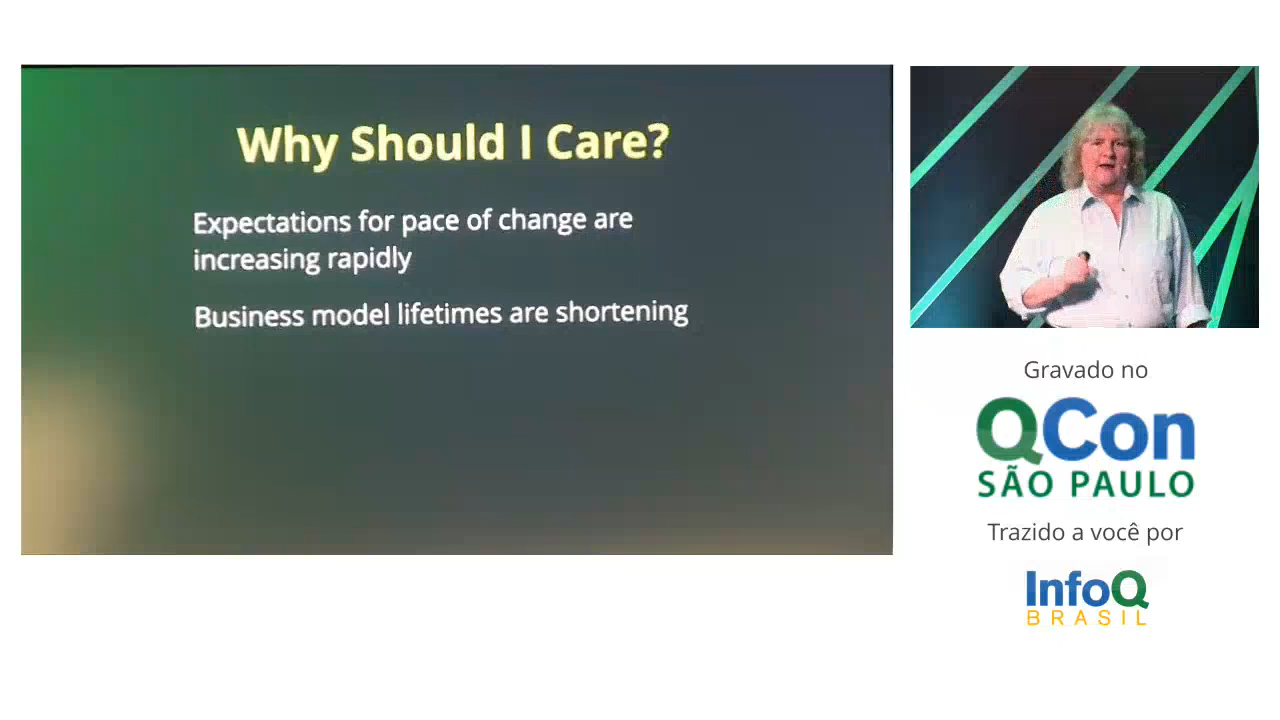 Why Should I Care?
Expectations for pace of change are
increasing rapidly
Business model lifetimes are shortening
Gravado no
QCon
SÃO PAULO
Trazido a você por
InfoQ
BRASIL